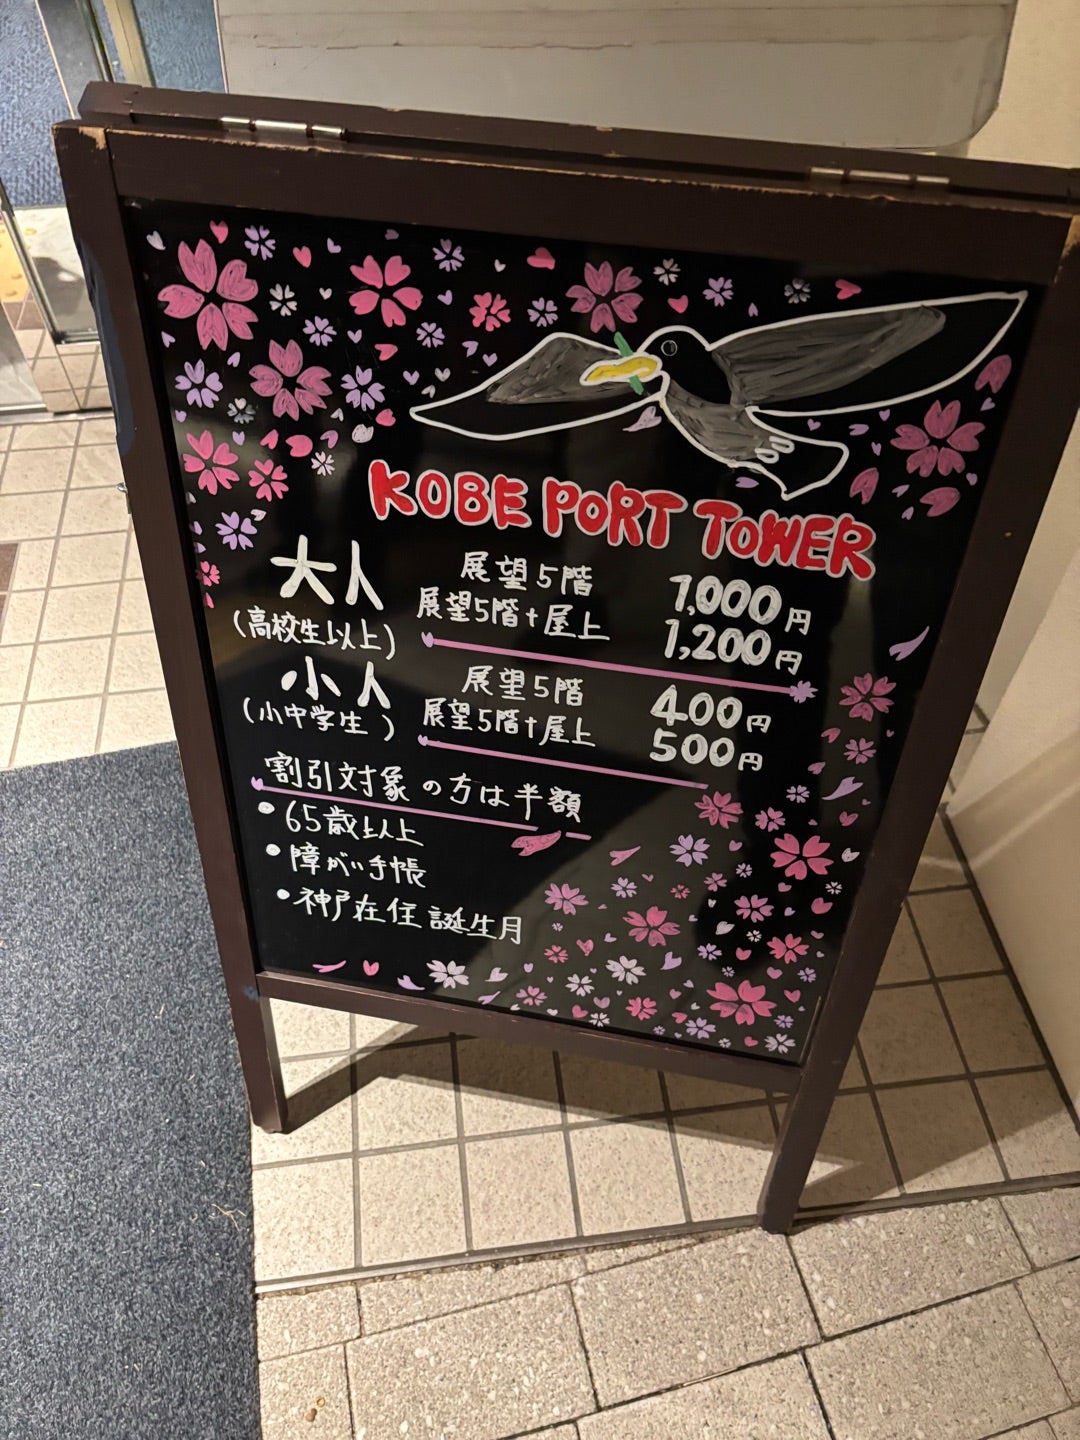 KOBE PORT TOWER
大人 展望5階 1,000円
(高校生以上) 展望5階+屋上 1,200円
小人 展望5階 400円
(小中学生) 展望5階+屋上 500円
割引対象の方は半額
•65歳以上
•障がい手帳
•神戸在住 誕生月